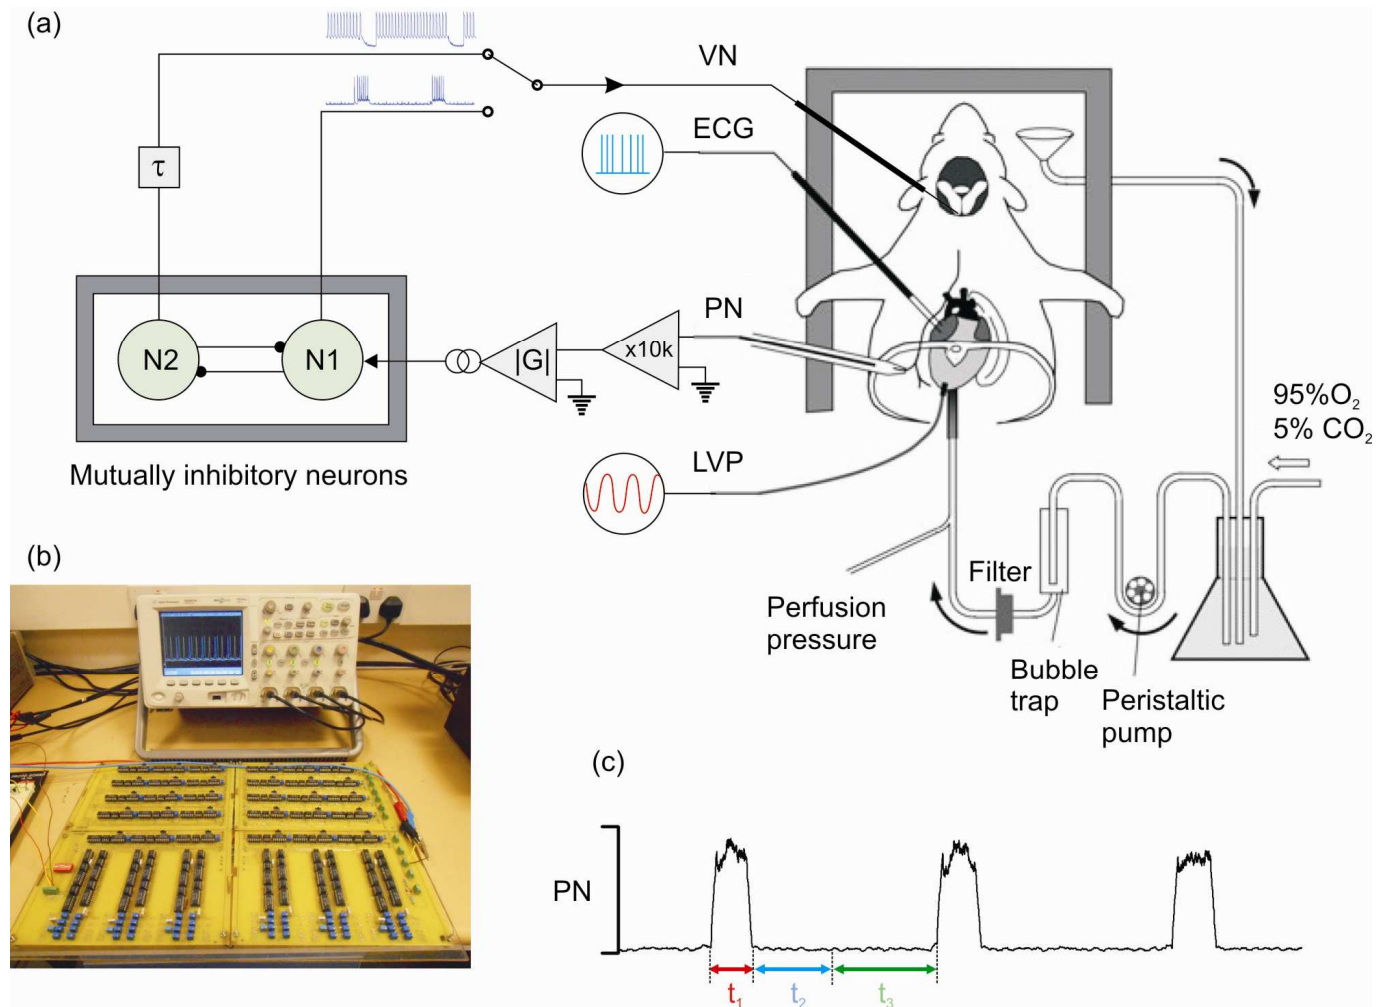 (a)
VN
ECG
τ
PN
N2
N1
|G|
x10k
95%O₂
5% CO₂
Mutually inhibitory neurons
LVP
(b)
Filter
Perfusion
pressure
Bubble
trap
Peristaltic
pump
(c)
PN
t₁
t₂
t₃